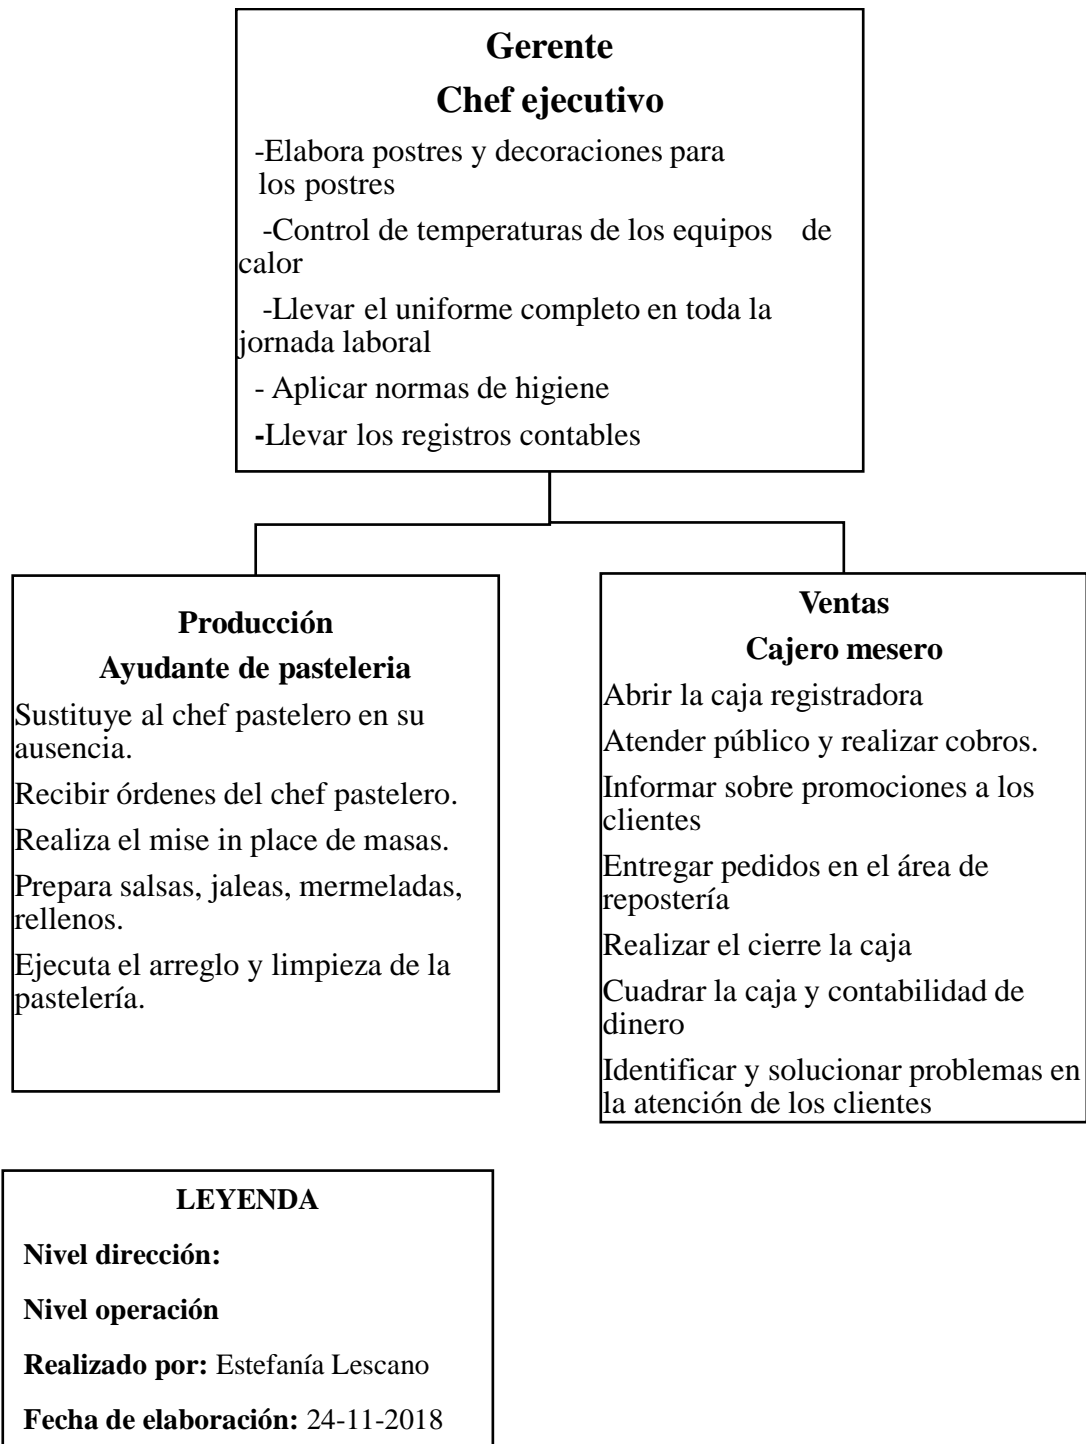 Gerente
Chef ejecutivo
-Elabora postres y decoraciones para
los postres
-Control de temperaturas de los equipos de
calor
-Llevar el uniforme completo en toda la
jornada laboral
- Aplicar normas de higiene
-Llevar los registros contables
Producción
Ayudante de pasteleria
Sustituye al chef pastelero en su
ausencia.
Recibir órdenes del chef pastelero.
Realiza el mise in place de masas.
Prepara salsas, jaleas, mermeladas,
rellenos.
Ejecuta el arreglo y limpieza de la
pastelería.
Ventas
Cajero mesero
Abrir la caja registradora
Atender público y realizar cobros.
Informar sobre promociones a los
clientes
Entregar pedidos en el área de
repostería
Realizar el cierre la caja
Cuadrar la caja y contabilidad de
dinero
Identificar y solucionar problemas en
la atención de los clientes
LEYENDA
Nivel dirección:
Nivel operación
Realizado por: Estefanía Lescano
Fecha de elaboración: 24-11-2018